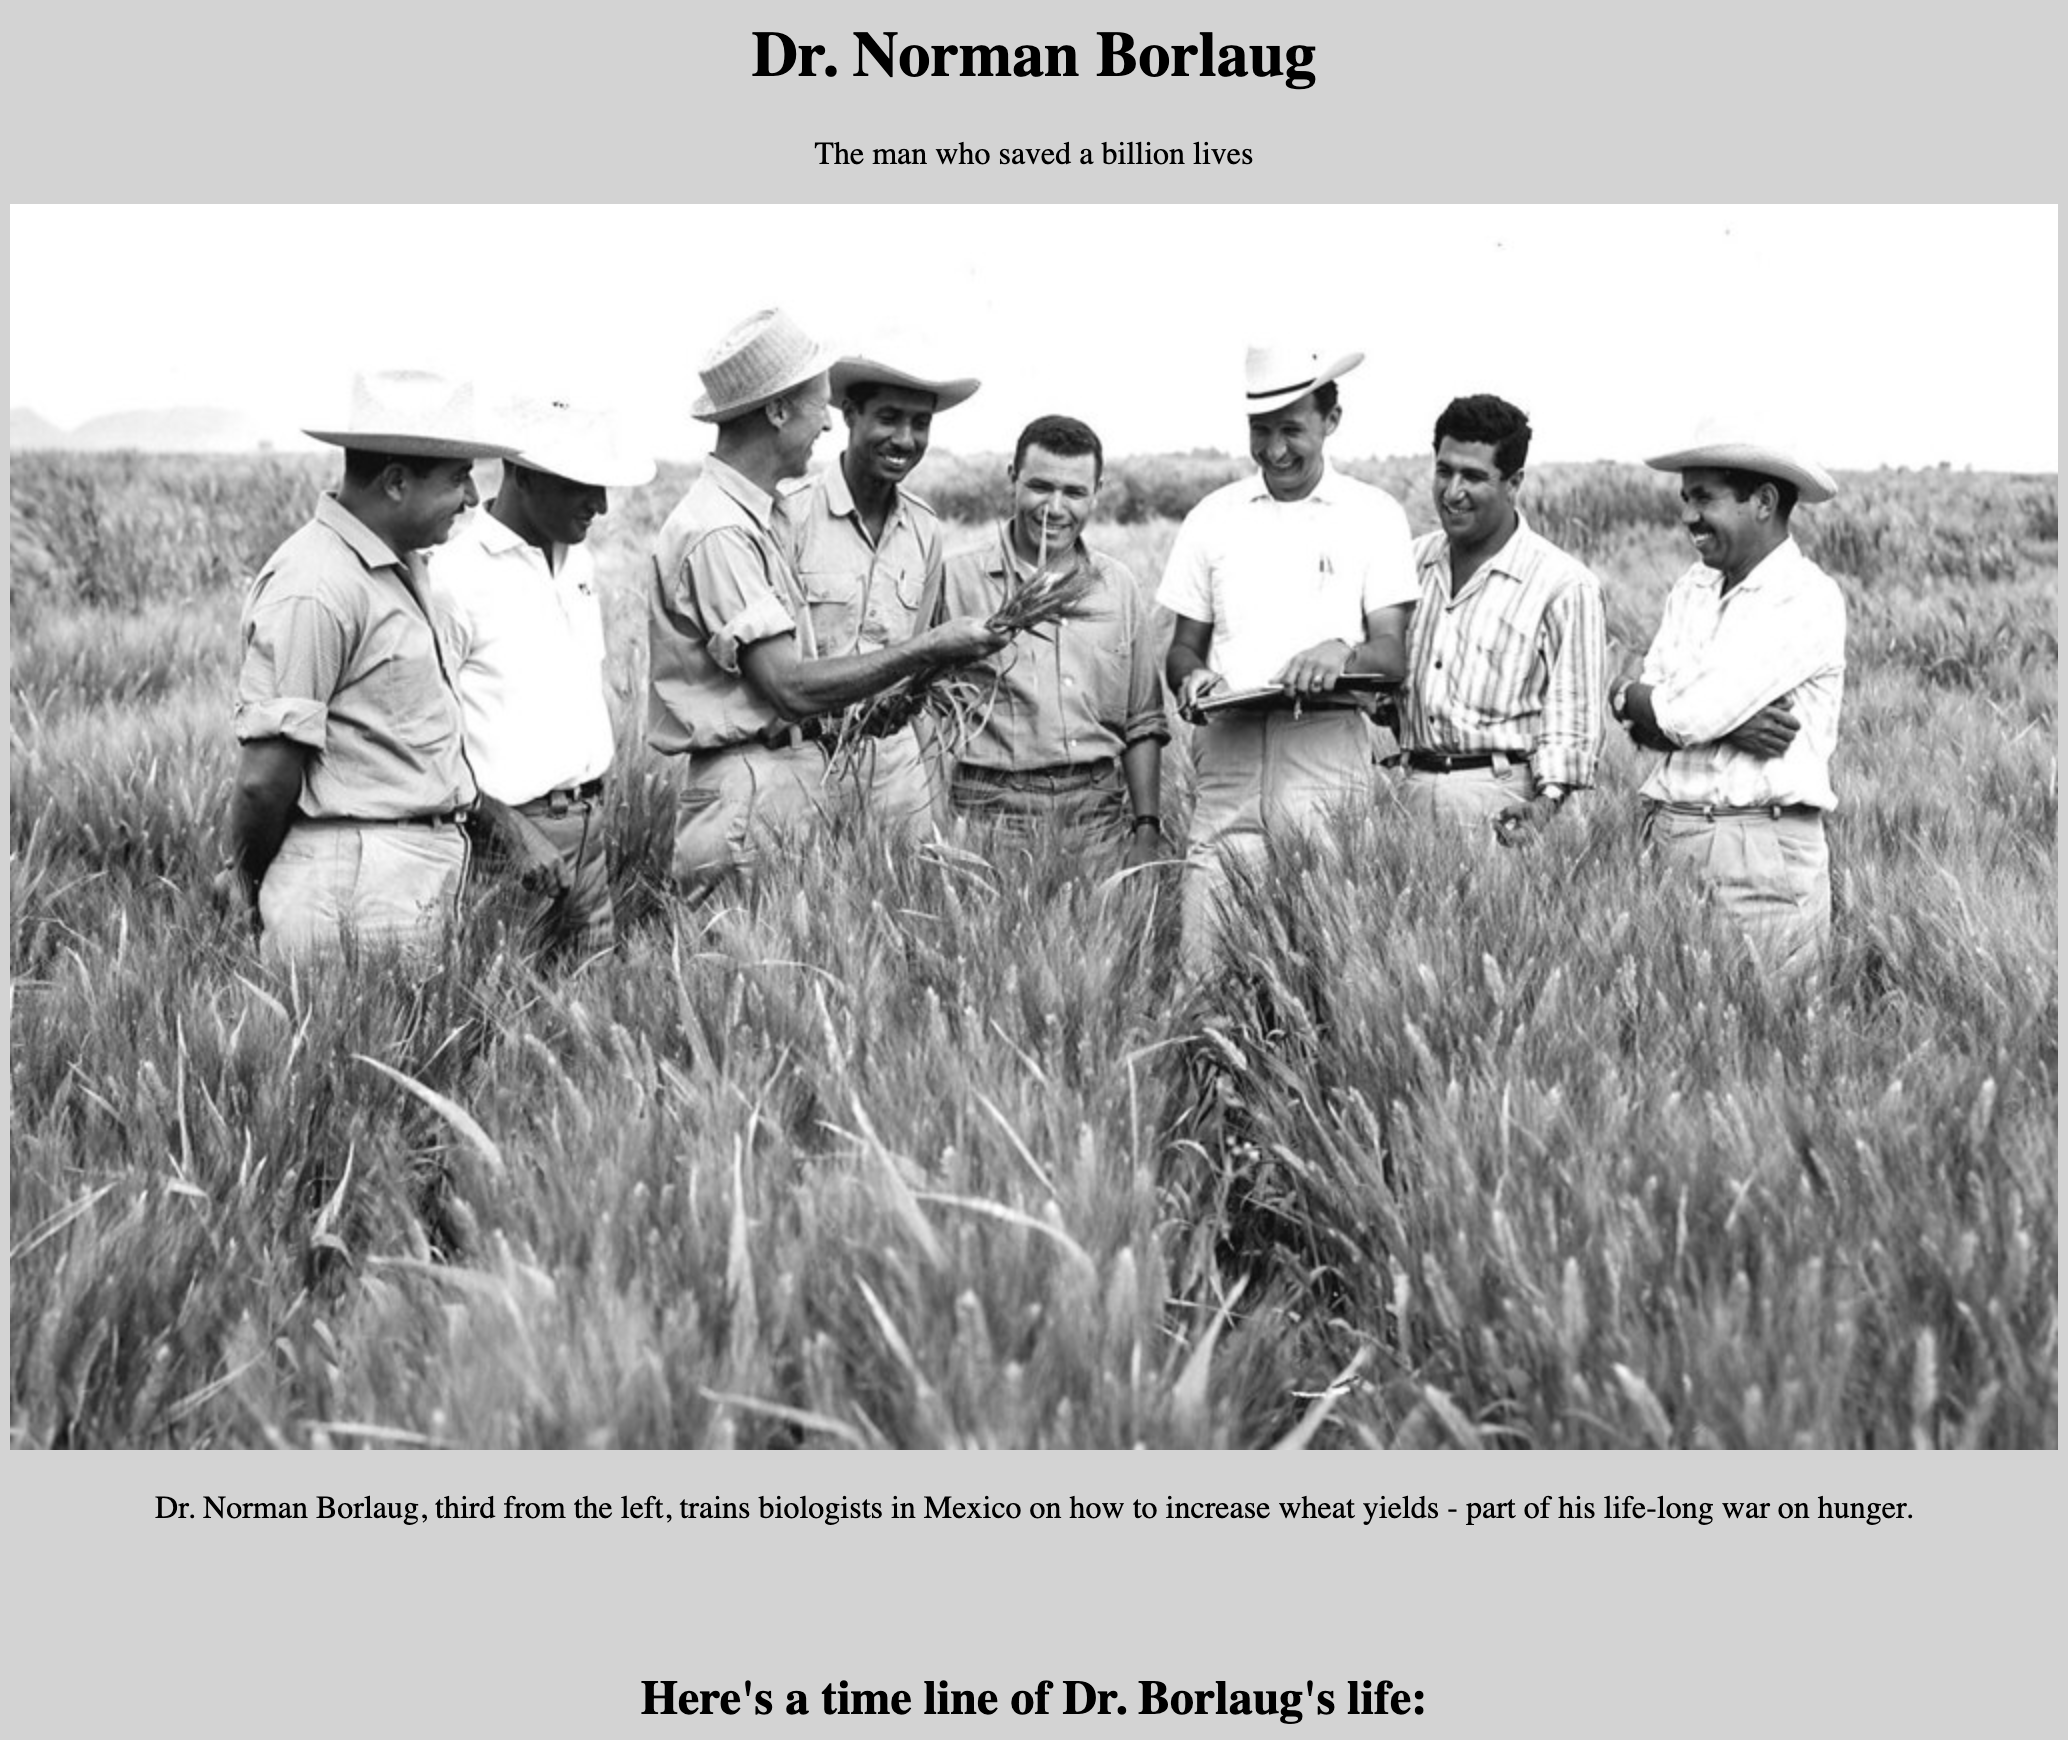 Dr. Norman Borlaug
The man who saved a billion lives
Dr. Norman Borlaug, third from the left, trains biologists in Mexico on how to increase wheat yields - part of his life-long war on hunger.
Here's a time line of Dr. Borlaug's life: